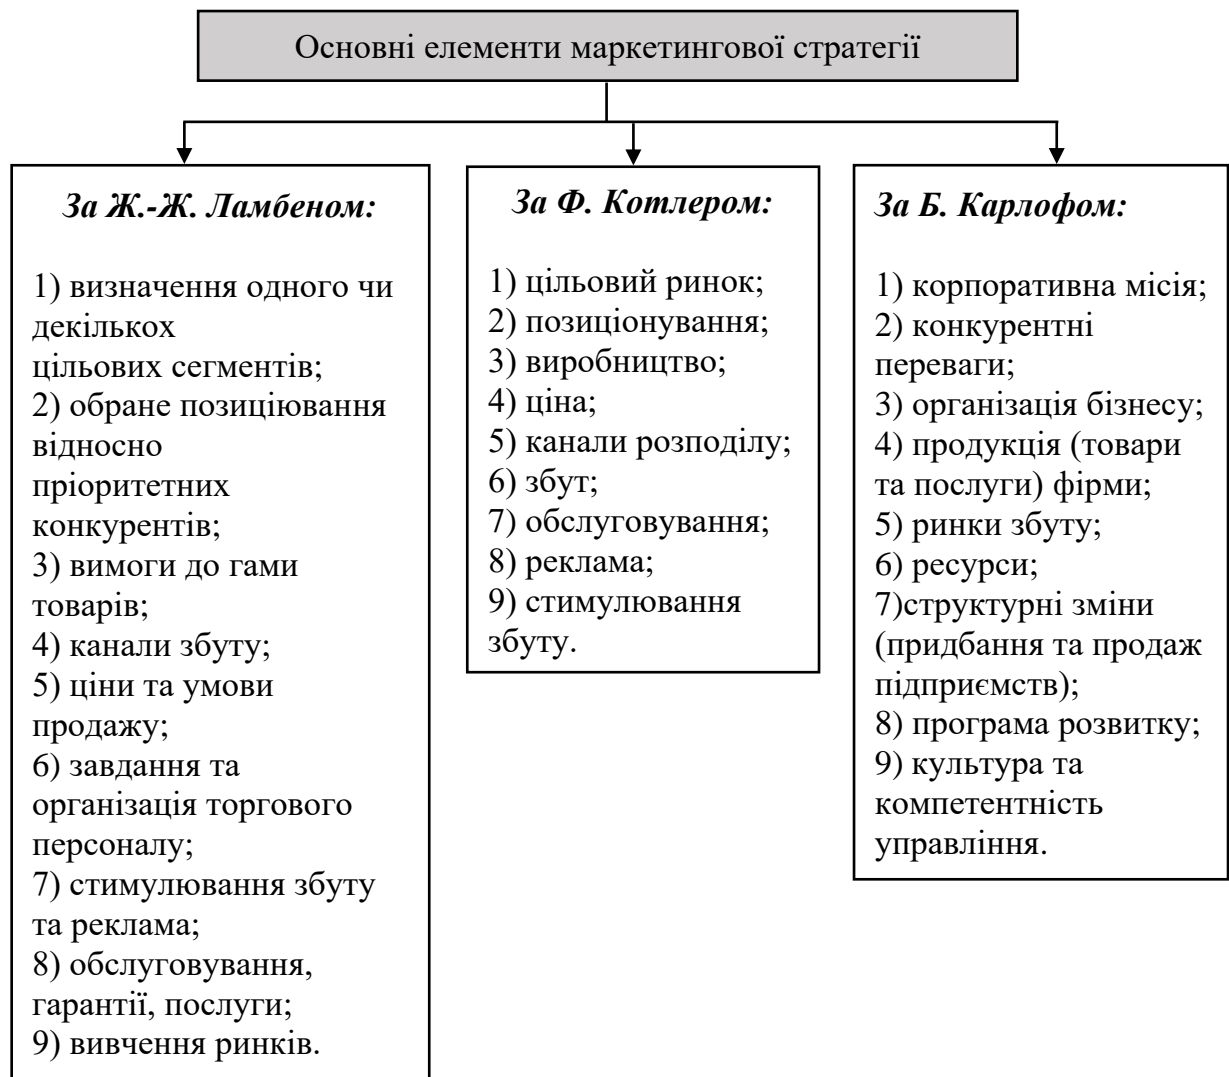 Основні елементи маркетингової стратегії
За Ж.-Ж. Ламбеном:
1) визначення одного чи
декількох
цільових сегментів;
2) обране позиціювання
відносно
пріоритетних
конкурентів;
3) вимоги до гами
товарів;
4) канали збуту;
5) ціни та умови
продажу;
6) завдання та
організація торгового
персоналу;
7) стимулювання збуту
та реклама;
8) обслуговування,
гарантії, послуги;
9) вивчення ринків.
За Ф. Котлером:
1) цільовий ринок;
2) позиціонування;
3) виробництво;
4) ціна;
5) канали розподілу;
6) збут;
7) обслуговування;
8) реклама;
9) стимулювання
збуту.
За Б. Карлофом:
1) корпоративна місія;
2) конкурентні
переваги;
3) організація бізнесу;
4) продукція (товари
та послуги) фірми;
5) ринки збуту;
6) ресурси;
7)структурні зміни
(придбання та продаж
підприємств);
8) програма розвитку;
9) культура та
компетентність
управління.